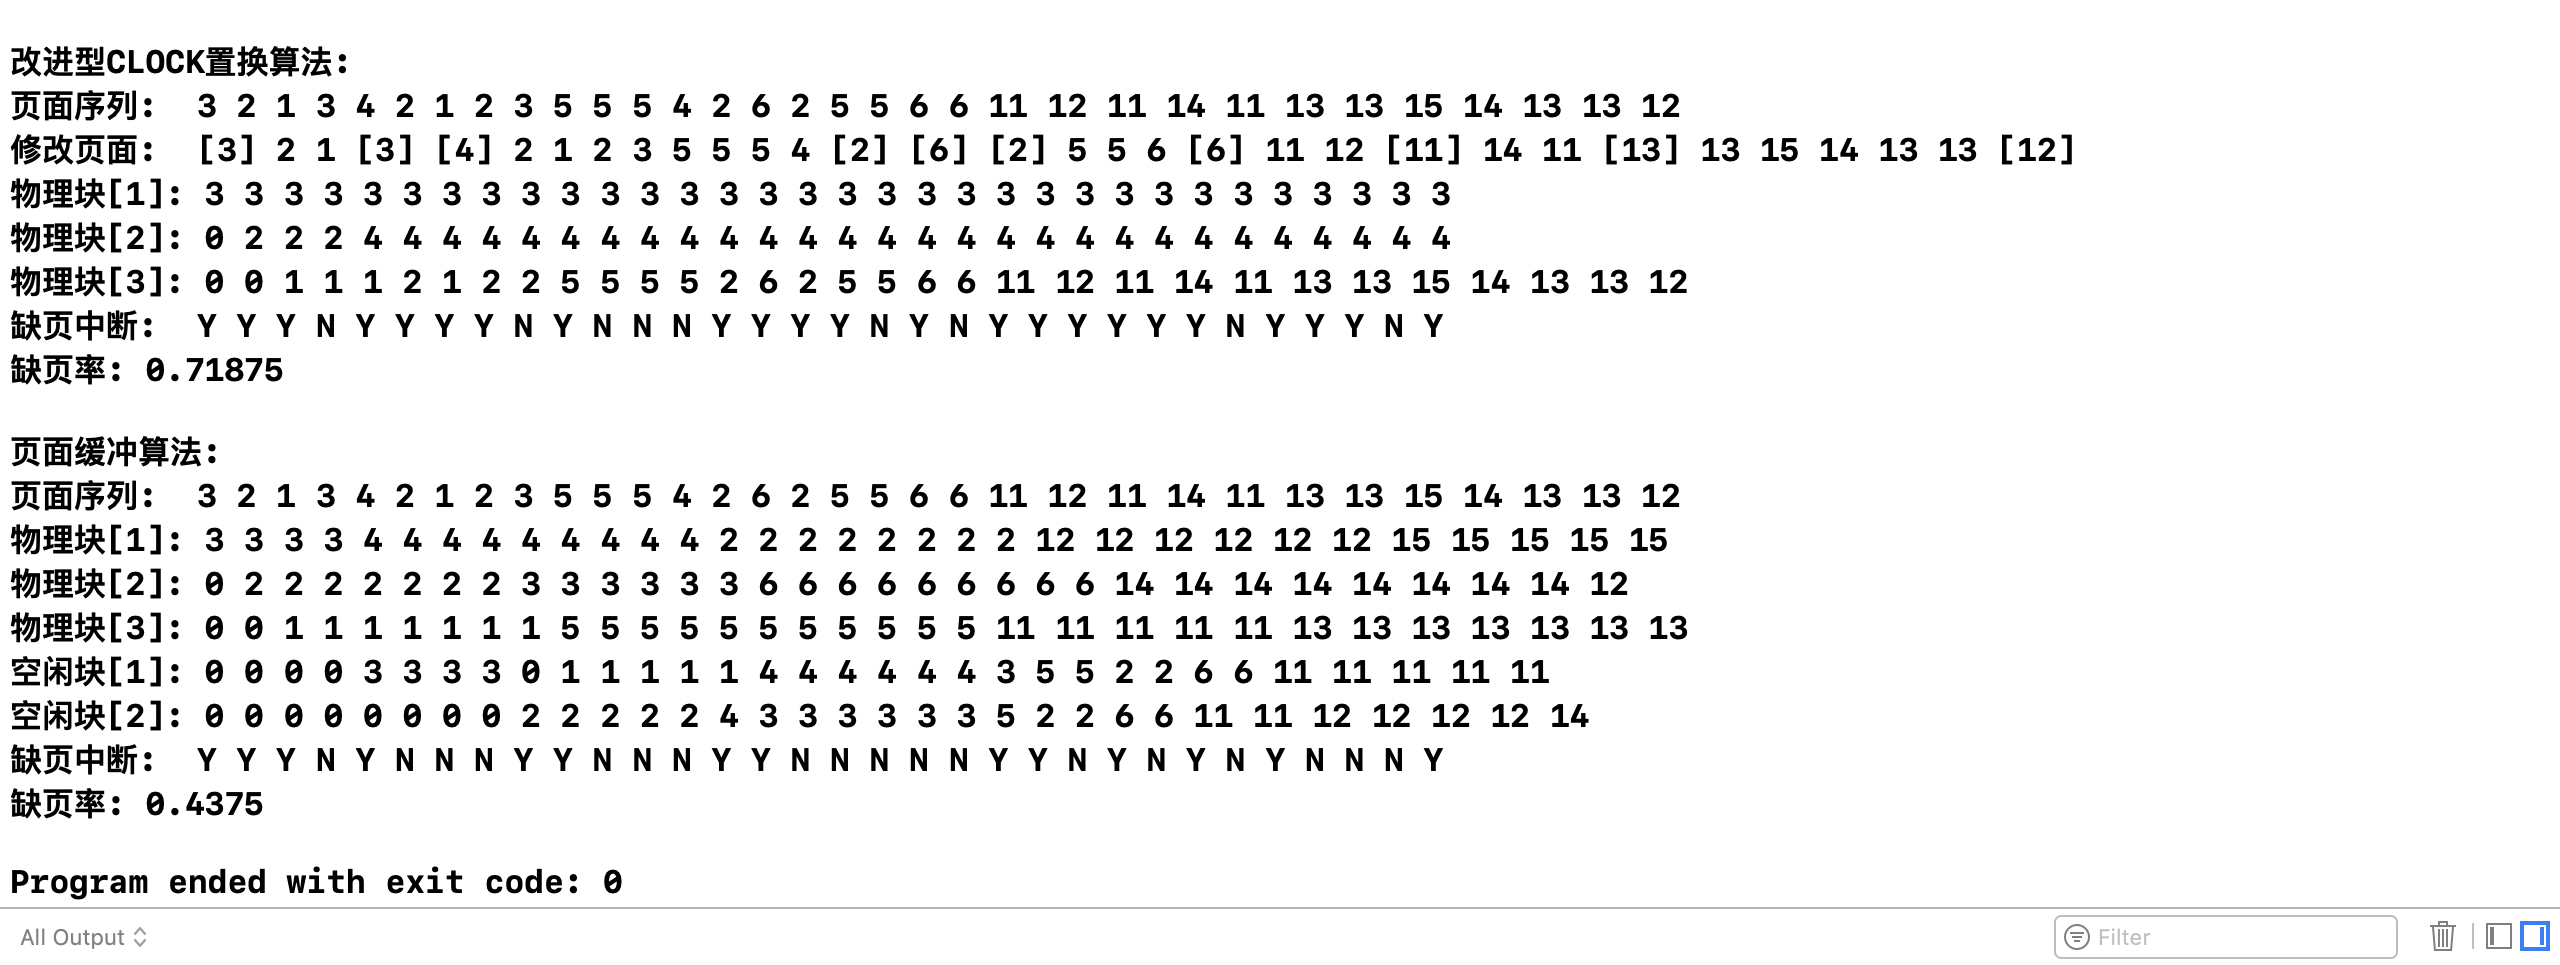 改进型CLOCK置换算法:
页面序列:  3 2 1 3 4 2 1 2 3 5 5 5 4 2 6 2 5 5 6 6 11 12 11 14 11 13 13 15 14 13 13 12
修改页面:  [3] 2 1 [3] [4] 2 1 2 3 5 5 5 4 [2] [6] [2] 5 5 6 [6] 11 12 [11] 14 11 [13] 13 15 14 13 13 [12]
物理块[1]: 3 3 3 3 3 3 3 3 3 3 3 3 3 3 3 3 3 3 3 3 3 3 3 3 3 3 3 3 3 3 3 3
物理块[2]: 0 2 2 2 4 4 4 4 4 4 4 4 4 4 4 4 4 4 4 4 4 4 4 4 4 4 4 4 4 4 4 4
物理块[3]: 0 0 1 1 1 2 1 2 2 5 5 5 5 2 6 2 5 5 6 6 11 12 11 14 11 13 13 15 14 13 13 12
缺页中断:  Y Y Y N Y Y Y Y N Y N N N Y Y Y Y N Y N Y Y Y Y Y Y N Y Y Y N Y
缺页率: 0.71875
页面缓冲算法:
页面序列:  3 2 1 3 4 2 1 2 3 5 5 5 4 2 6 2 5 5 6 6 11 12 11 14 11 13 13 15 14 13 13 12
物理块[1]: 3 3 3 3 4 4 4 4 4 4 4 4 4 2 2 2 2 2 2 2 2 12 12 12 12 12 12 15 15 15 15 15
物理块[2]: 0 2 2 2 2 2 2 2 3 3 3 3 3 3 6 6 6 6 6 6 6 6 6 14 14 14 14 14 14 14 14 12
物理块[3]: 0 0 1 1 1 1 1 1 1 5 5 5 5 5 5 5 5 5 5 5 11 11 11 11 11 13 13 13 13 13 13 13
空闲块[1]: 0 0 0 0 3 3 3 3 0 1 1 1 1 1 4 4 4 4 4 4 3 5 5 2 2 6 6 11 11 11 11 11
空闲块[2]: 0 0 0 0 0 0 0 0 2 2 2 2 2 4 3 3 3 3 3 3 5 2 2 6 6 11 11 12 12 12 12 14
缺页中断:  Y Y Y N Y N N N Y Y N N N Y Y N N N N N Y Y N Y N Y N Y N N N Y
缺页率: 0.4375
Program ended with exit code: 0
All Output
Filter